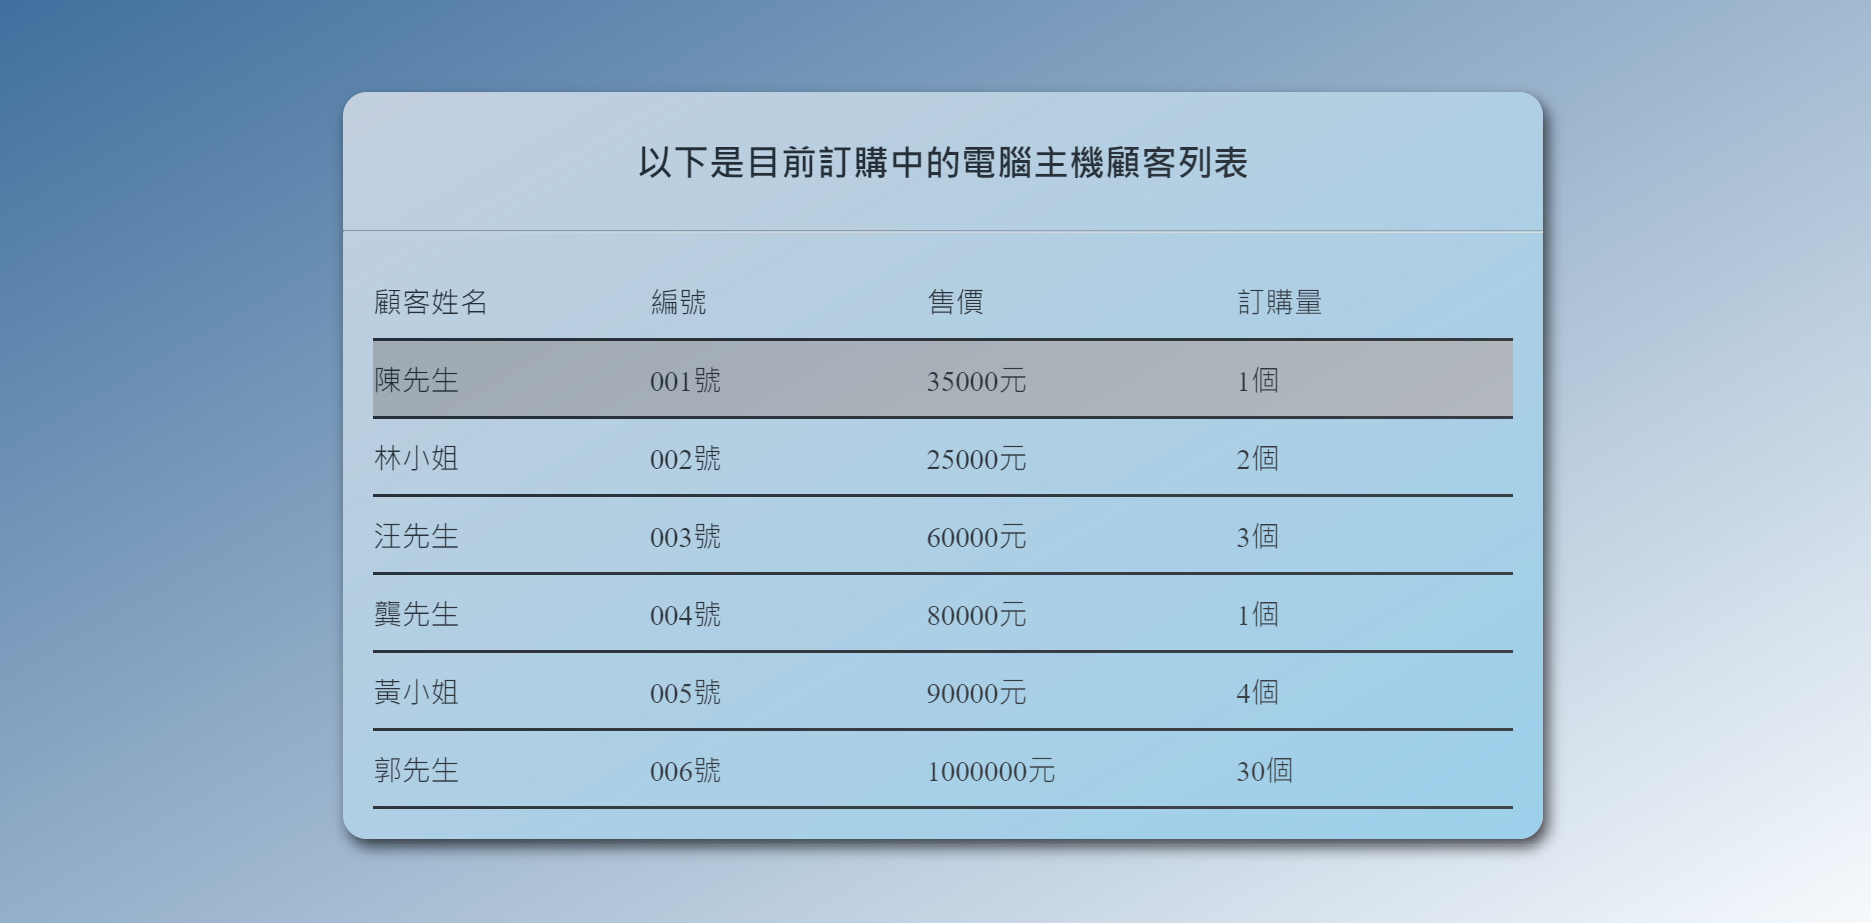 以下是目前訂購中的電腦主機顧客列表
顧客姓名 編號 售價 訂購量
陳先生 001號 35000元 1個
林小姐 002號 25000元 2個
汪先生 003號 60000元 3個
龔先生 004號 80000元 1個
黃小姐 005號 90000元 4個
郭先生 006號 1000000元 30個